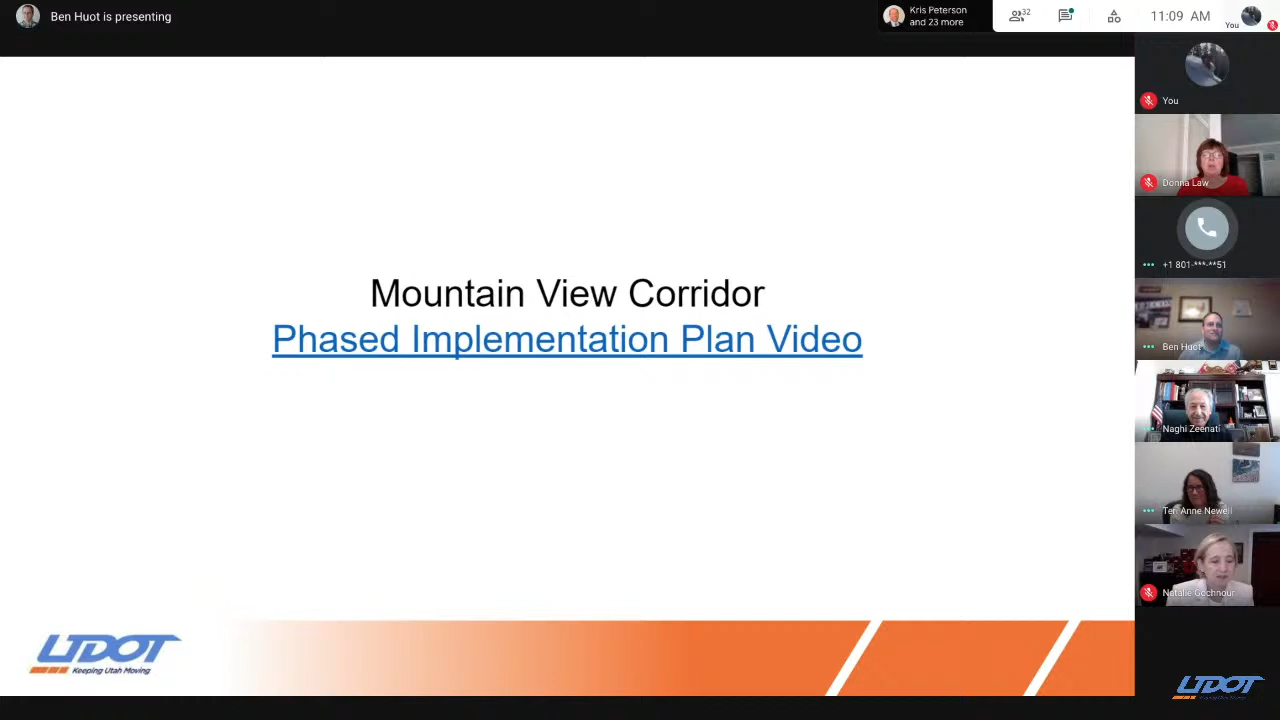 Ben Huot is presenting
Kris Peterson
and 23 more
32
11:09 AM
You
You
Donna Law
+1 801-***-**51
Ben Huot
Naghi Zeenati
Teri Anne Newell
Natalie Gochnour
Mountain View Corridor
Phased Implementation Plan Video
UDOT
Keeping Utah Moving
UDOT